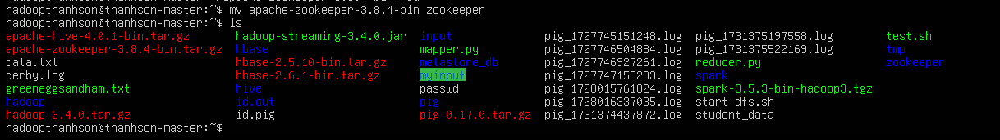 hadoopthanhson@thanhson-master:~$ mv apache-zookeeper-3.8.4-bin zookeeper
hadoopthanhson@thanhson-master:~$ ls
apache-hive-4.0.1-bin.tar.gz hadoop-streaming-3.4.0.jar input pig_1727745151248.log pig_1731375197558.log test.sh
apache-zookeeper-3.8.4-bin.tar.gz hbase mapper.py pig_1727746504884.log pig_1731375522169.log tmp
data.txt hbase-2.5.10-bin.tar.gz metastore_db pig_1727746927261.log reducer.py zookeeper
derby.log hbase-2.6.1-bin.tar.gz myinput pig_1727747158283.log spark
greeneggsandham.txt hive passwd pig_1728015761824.log spark-3.5.3-bin-hadoop3.tgz
hadoop id.out pig pig_1728016337035.log start-dfs.sh
hadoop-3.4.0.tar.gz id.pig pig-0.17.0.tar.gz pig_1731374437872.log student_data
hadoopthanhson@thanhson-master:~$